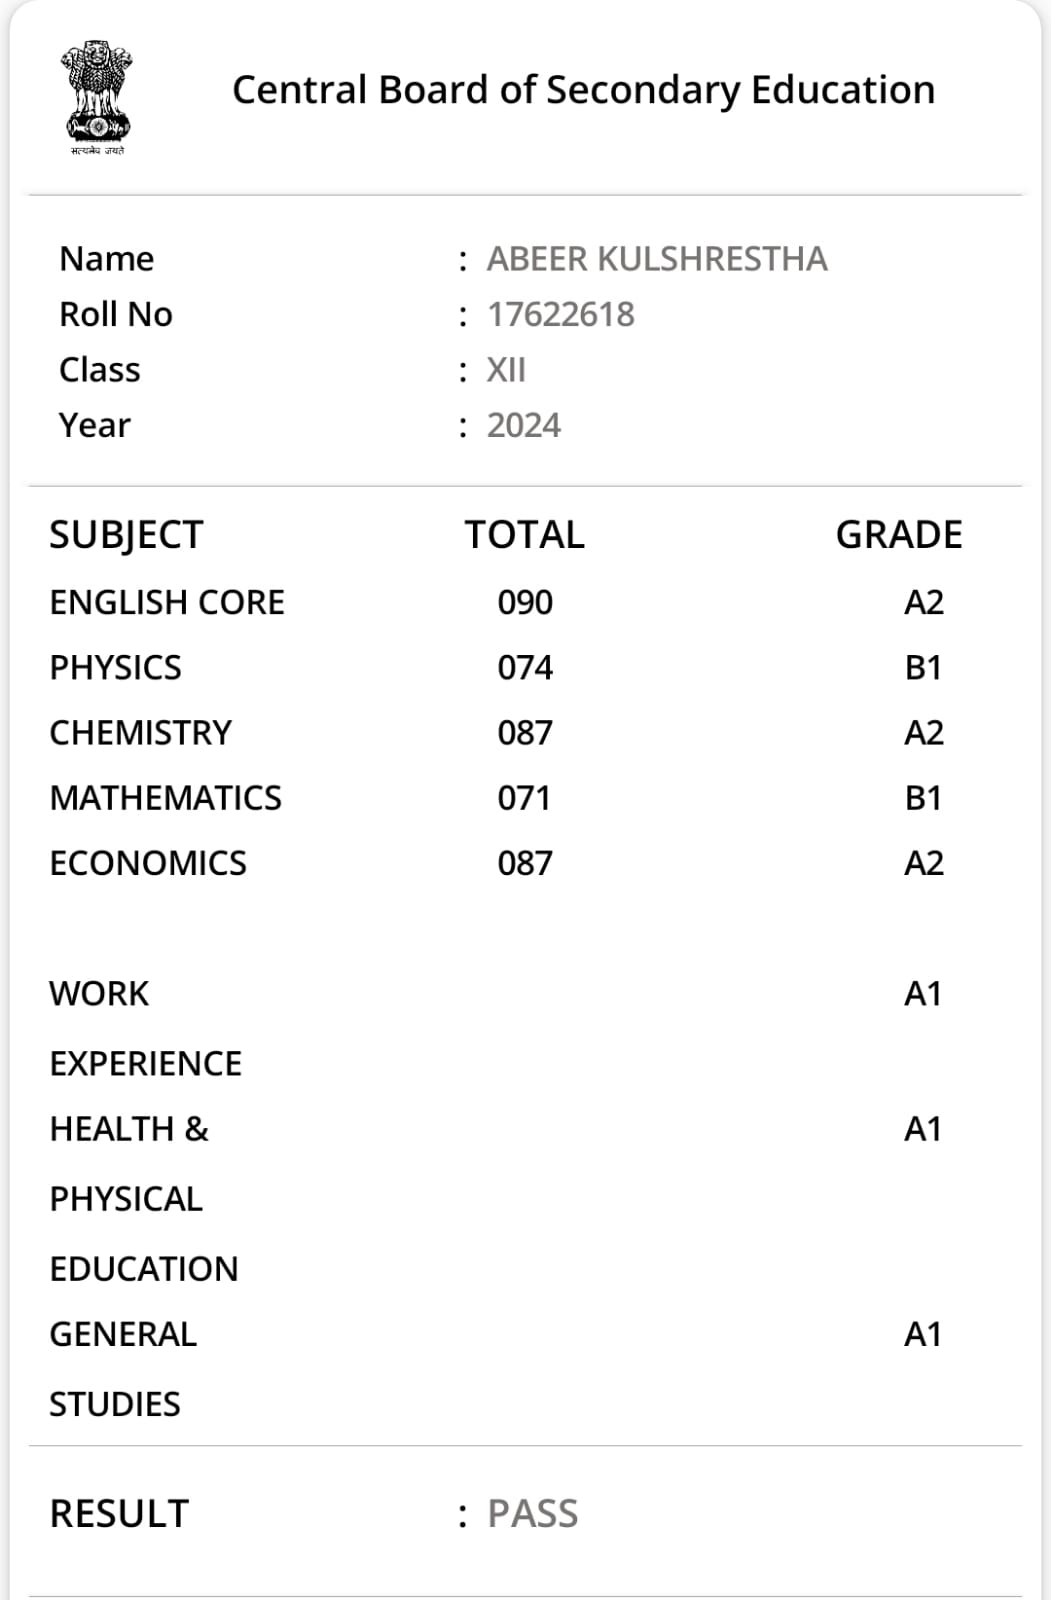 सत्यमेव जयते
Central Board of Secondary Education
Name : ABEER KULSHRESTHA
Roll No : 17622618
Class : XII
Year : 2024
SUBJECT TOTAL GRADE
ENGLISH CORE 090 A2
PHYSICS 074 B1
CHEMISTRY 087 A2
MATHEMATICS 071 B1
ECONOMICS 087 A2
WORK A1
EXPERIENCE
HEALTH & A1
PHYSICAL
EDUCATION
GENERAL A1
STUDIES
RESULT : PASS